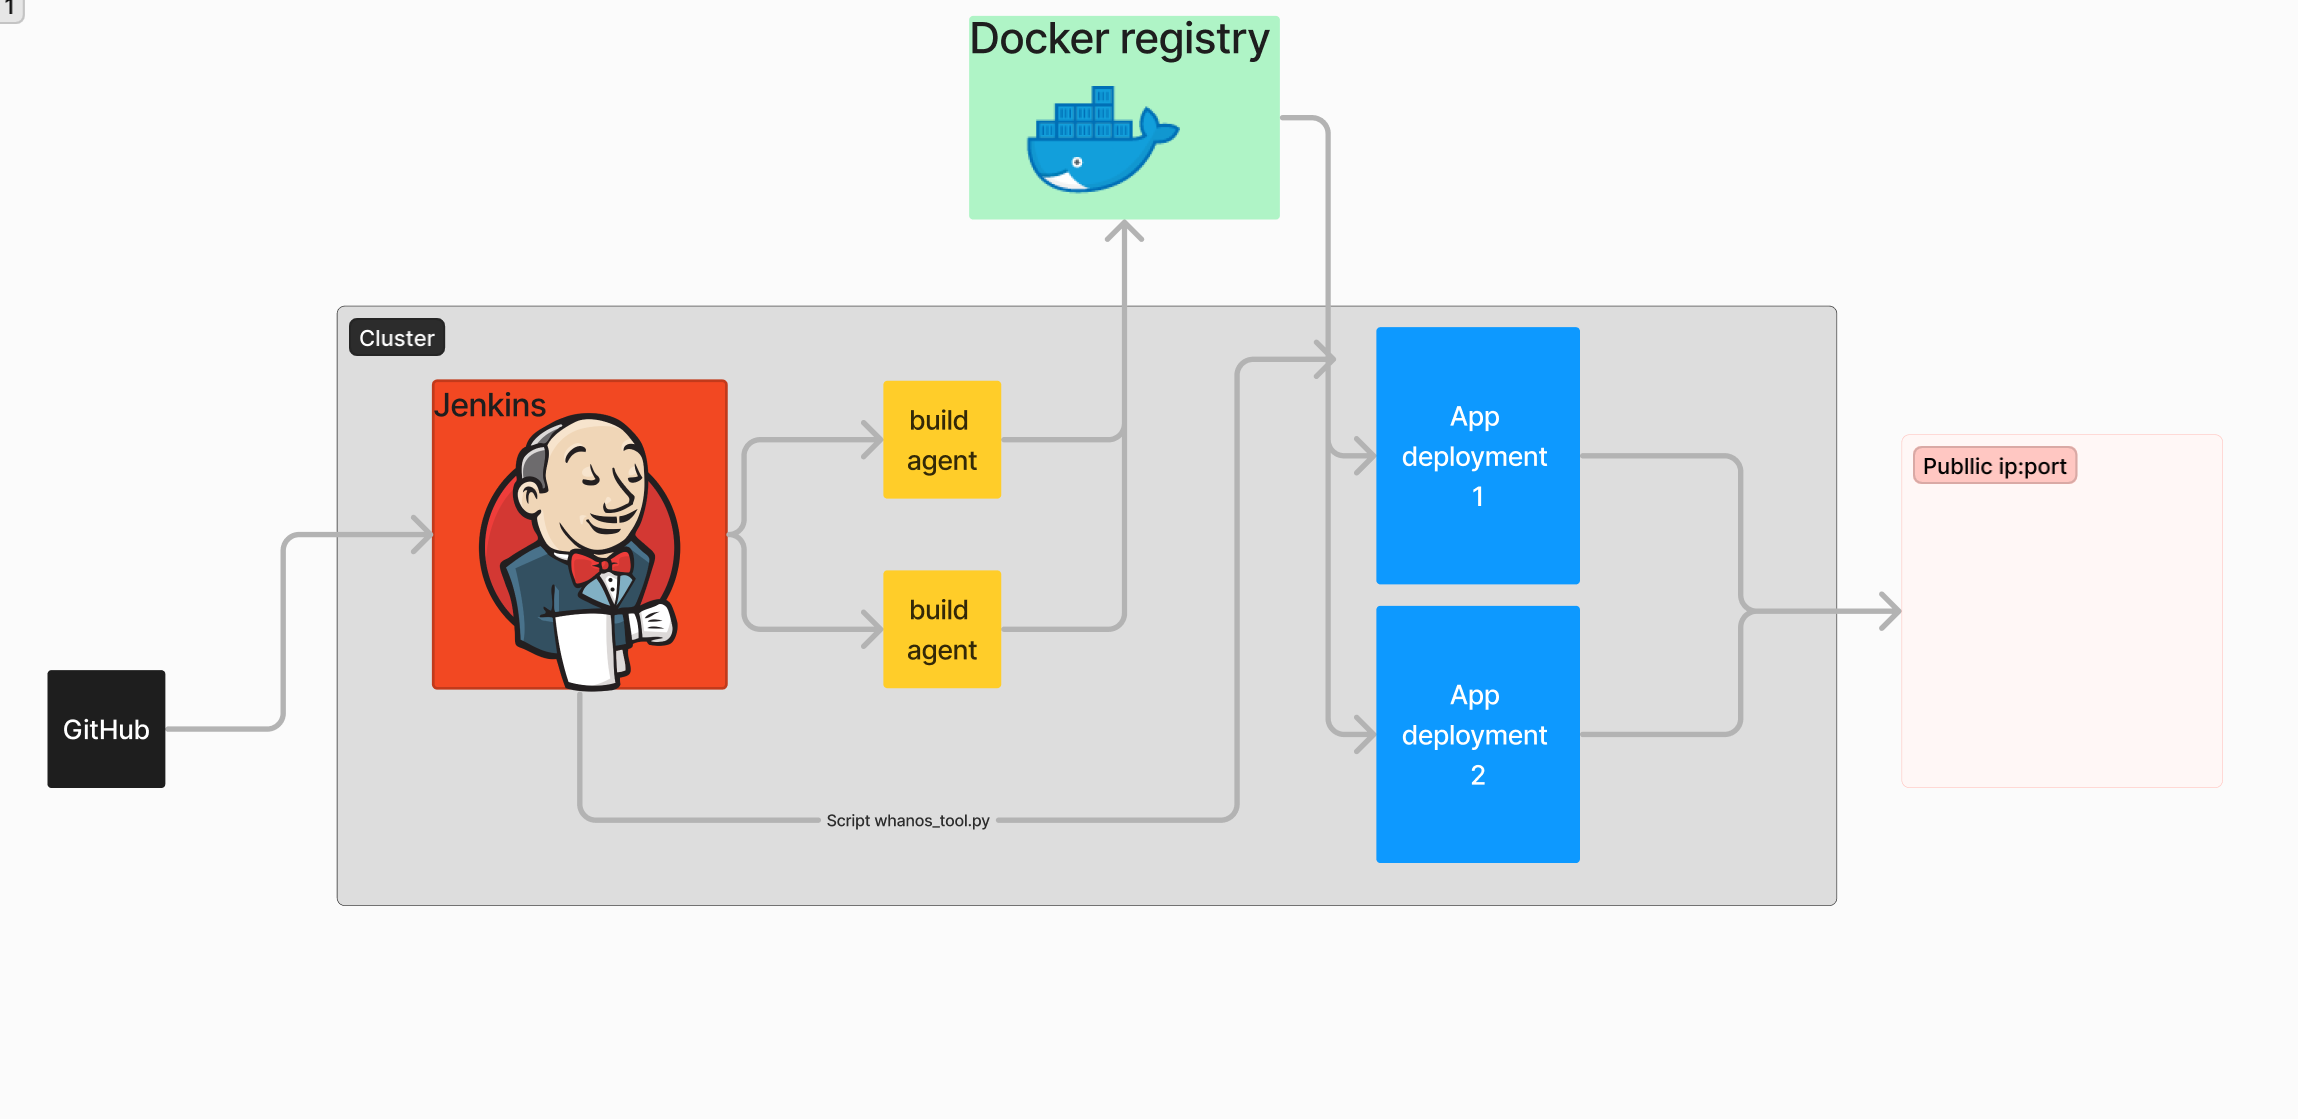 1
Docker registry
Cluster
Jenkins
build
agent
build
agent
App
deployment
1
App
deployment
2
Publlic ip:port
GitHub
Script whanos_tool.py